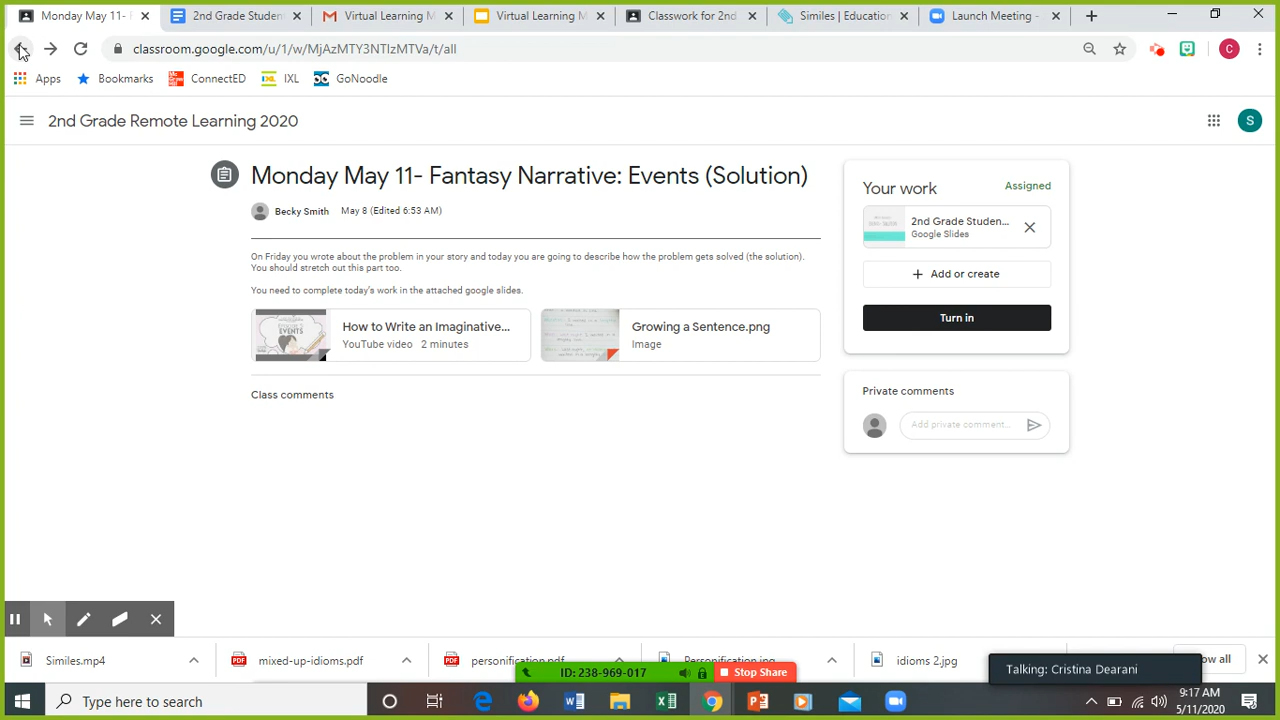 Monday May 11- F
2nd Grade Studen
Virtual Learning M
Virtual Learning M
Classwork for 2nd
Similes | Education
Launch Meeting -
classroom.google.com/u/1/w/MjAzMTY3NTIzMTVa/t/all
C
Apps
Bookmarks
ConnectED
IXL
GoNoodle
2nd Grade Remote Learning 2020
S
Monday May 11- Fantasy Narrative: Events (Solution)
Becky Smith
May 8 (Edited 6:53 AM)
On Friday you wrote about the problem in your story and today you are going to describe how the problem gets solved (the solution).
You should stretch out this part too.
You need to complete today's work in the attached google slides.
EVENTS
How to Write an Imaginative...
YouTube video 2 minutes
Growing a Sentence.png
Image
Class comments
Your work
Assigned
2nd Grade Studen...
Google Slides
+ Add or create
Turn in
Private comments
Add private comment...
Similes.mp4
mixed-up-idioms.pdf
personification.pdf
Personification.jpg
idioms 2.jpg
ow all
ID: 238-969-017
Stop Share
Talking: Cristina Dearani
Type here to search
9:17 AM
5/11/2020